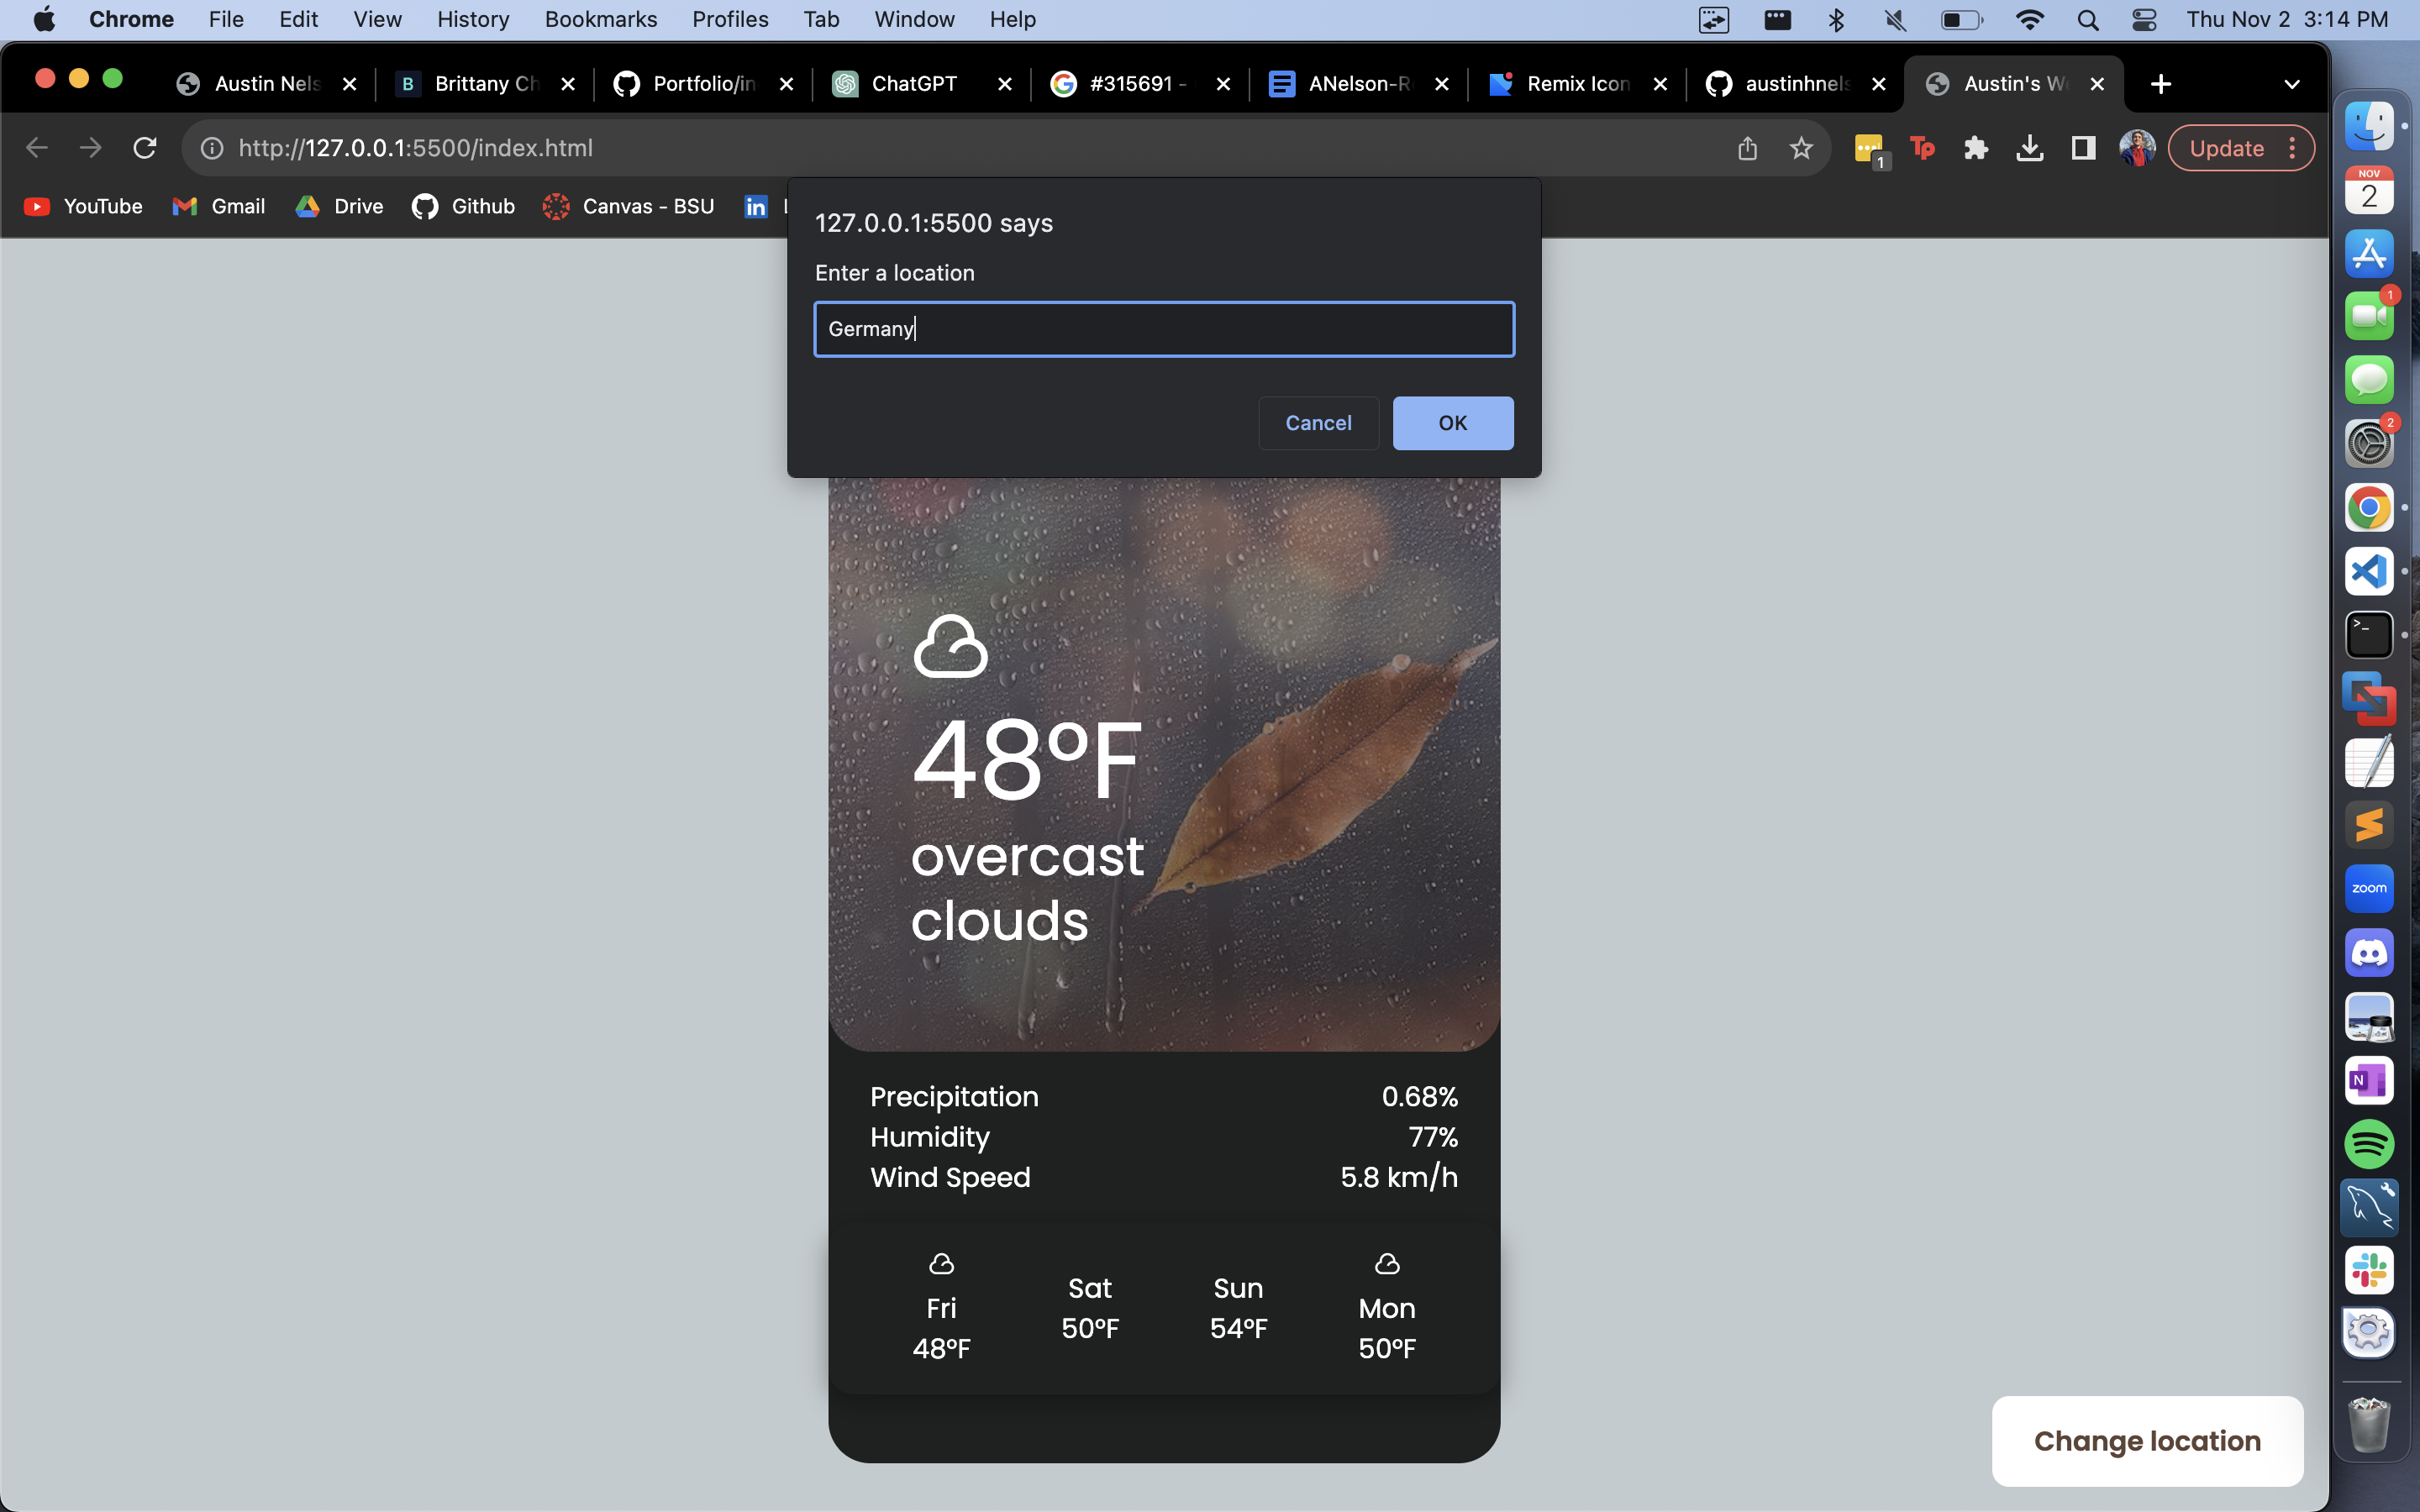 Chrome File Edit View History Bookmarks Profiles Tab Window Help Thu Nov 2 3:14 PM
Austin Nels B Brittany Ch Portfolio/in ChatGPT #315691 - ANelson-R Remix Icon austinhnels Austin's We
http://127.0.0.1:5500/index.html 1 Tp Update
YouTube Gmail Drive Github Canvas - BSU in
127.0.0.1:5500 says
Enter a location
Germany
Cancel OK
48°F
overcast
clouds
Precipitation 0.68%
Humidity 77%
Wind Speed 5.8 km/h
Fri Sat Sun Mon
48°F 50°F 54°F 50°F
Change location
NOV
2
1
2
>_
zoom
N